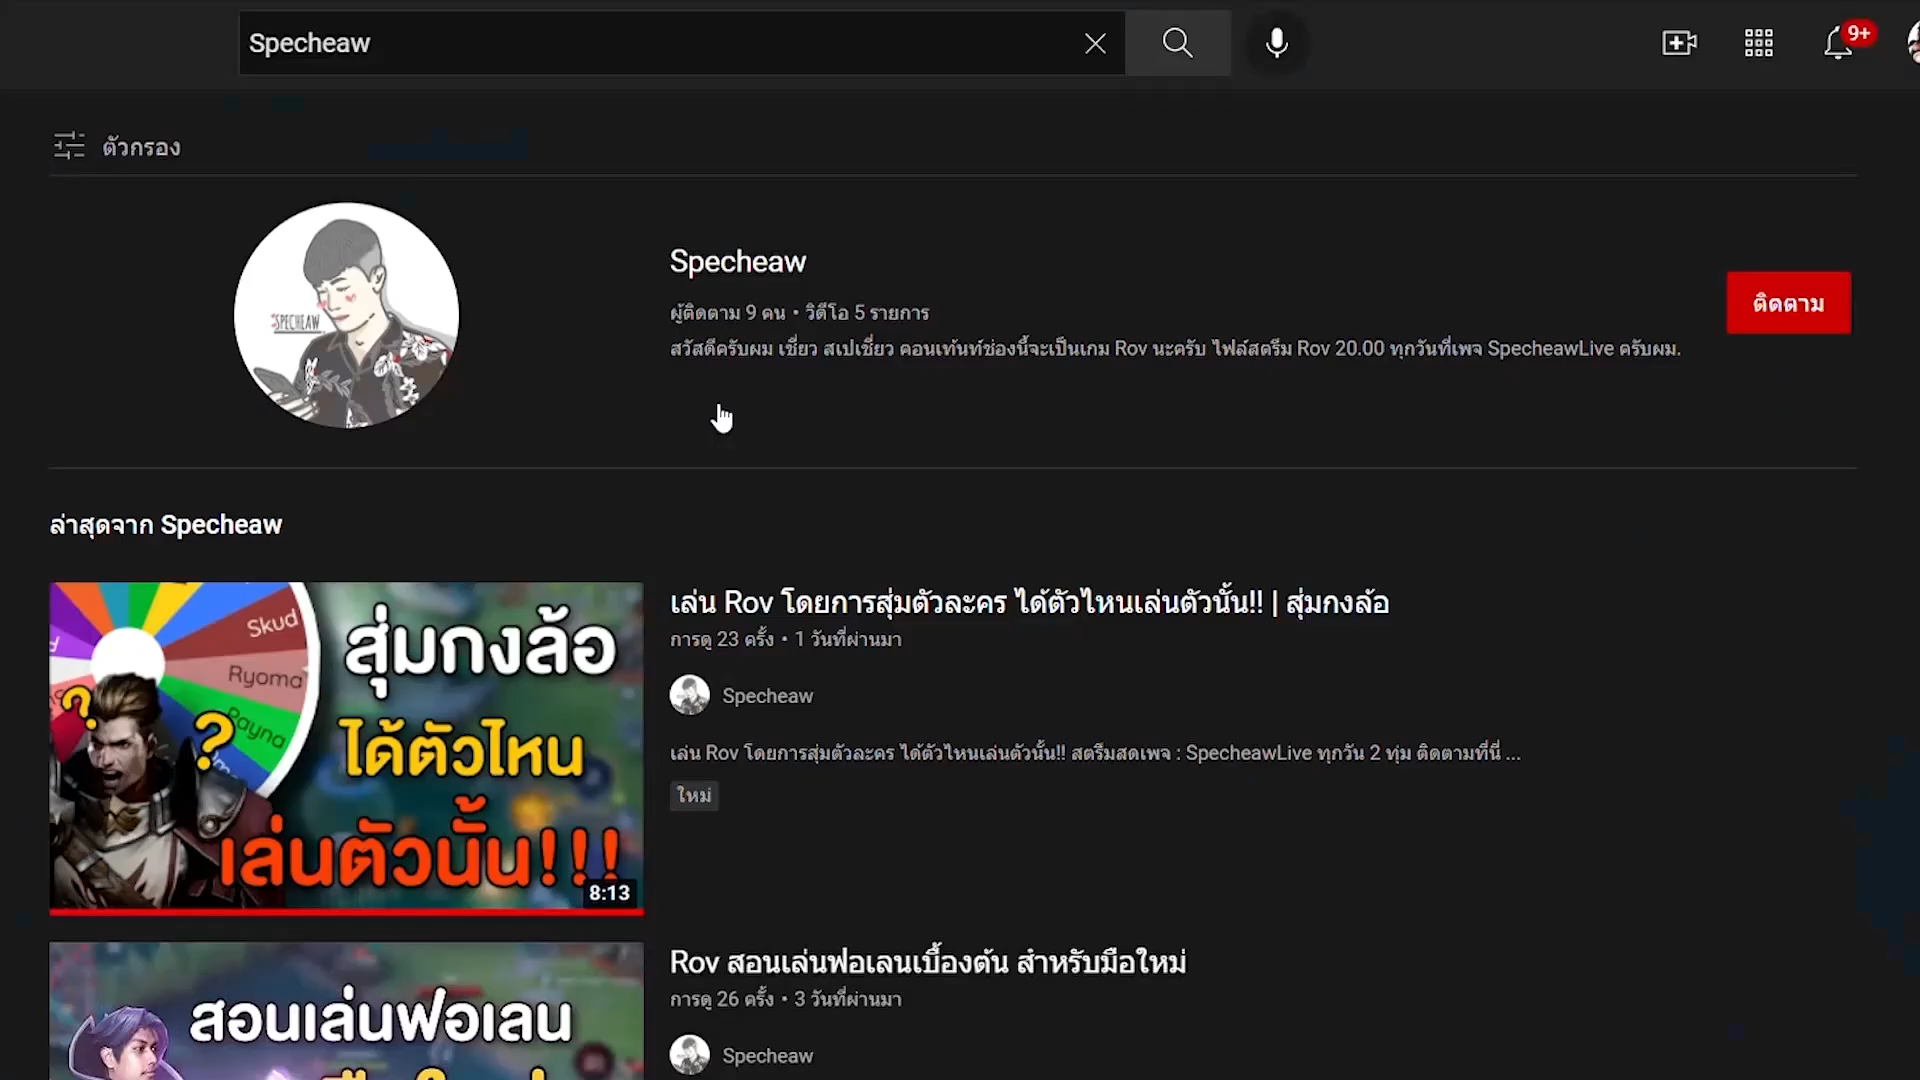 Specheaw
9+
ตัวกรอง
SPECHEAW
Specheaw
ผู้ติดตาม 9 คน • วิดีโอ 5 รายการ
สวัสดีครับผม เชี่ยว สเปเชี่ยว คอนเท้นท์ช่องนี้จะเป็นเกม Rov นะครับ ไฟล์สตรีม Rov 20.00 ทุกวันที่เพจ SpecheawLive ครับผม.
ติดตาม
ล่าสุดจาก Specheaw
Skud
Ryoma
Rayna
สุ่มกงล้อ
ได้ตัวไหน
เล่นตัวนั้น!!!
8:13
เล่น Rov โดยการสุ่มตัวละคร ได้ตัวไหนเล่นตัวนั้น!! | สุ่มกงล้อ
การดู 23 ครั้ง • 1 วันที่ผ่านมา
Specheaw
เล่น Rov โดยการสุ่มตัวละคร ได้ตัวไหนเล่นตัวนั้น!! สตรีมสดเพจ : SpecheawLive ทุกวัน 2 ทุ่ม ติดตามที่นี่ ...
ใหม่
สอนเล่นฟอเลน
Rov สอนเล่นฟอเลนเบื้องต้น สำหรับมือใหม่
การดู 26 ครั้ง • 3 วันที่ผ่านมา
Specheaw